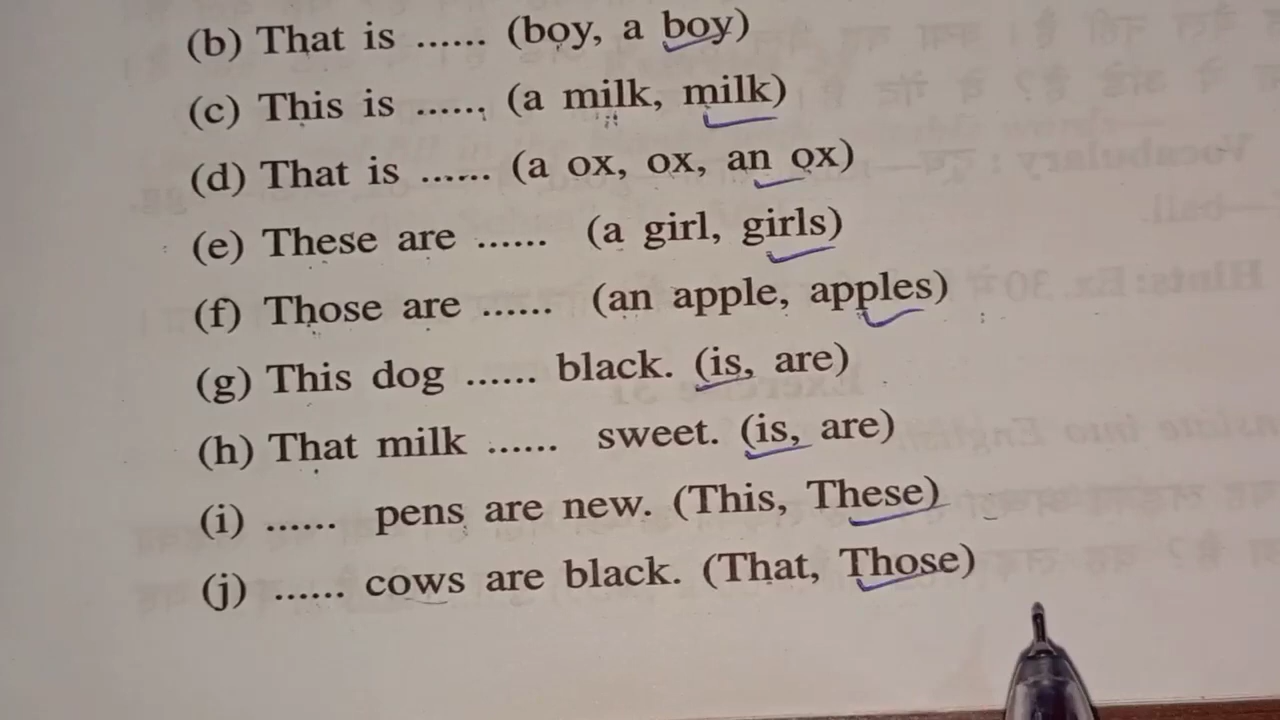 (b) That is ...... (boy, a boy)
(c) This is ...... (a milk, milk)
(d) That is ...... (a ox, ox, an ox)
(e) These are ...... (a girl, girls)
(f) Those are ...... (an apple, apples)
(g) This dog ...... black. (is, are)
(h) That milk ...... sweet. (is, are)
(i) ...... pens are new. (This, These)
(j) ...... cows are black. (That, Those)